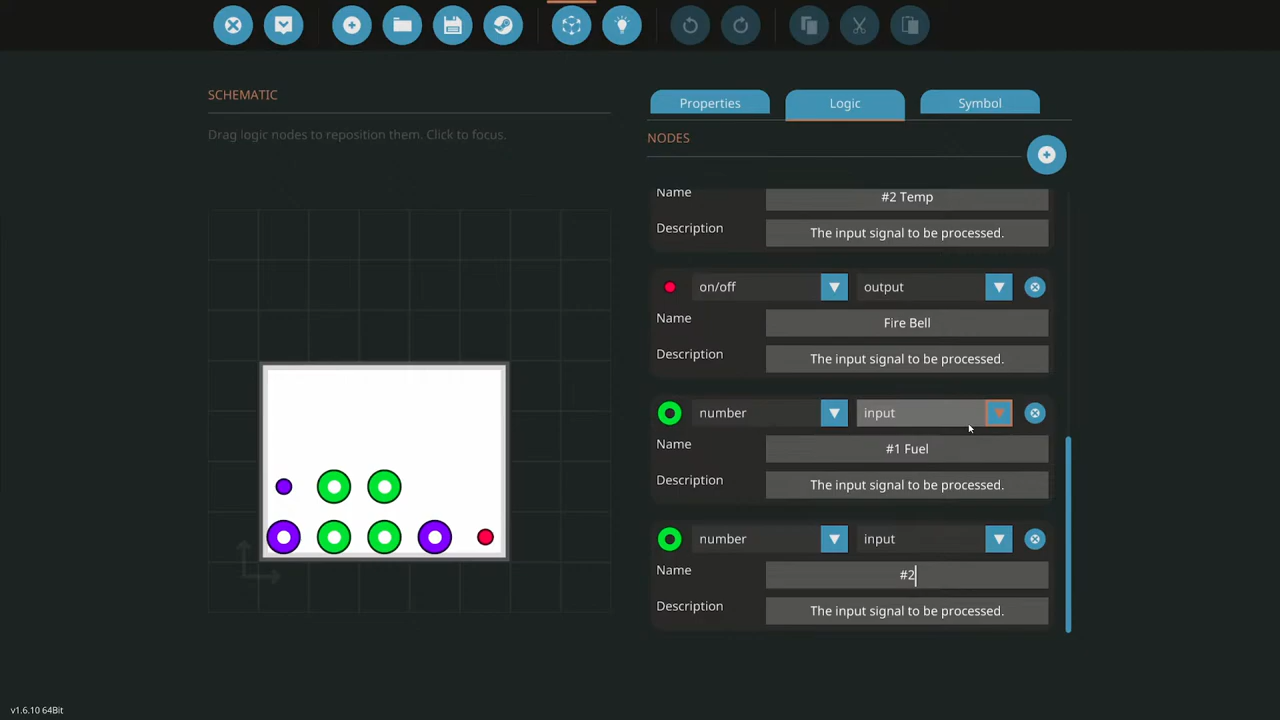 SCHEMATIC
Drag logic nodes to reposition them. Click to focus.
Properties
Logic
Symbol
NODES
Name
#2 Temp
Description
The input signal to be processed.
on/off
output
Name
Fire Bell
Description
The input signal to be processed.
number
input
Name
#1 Fuel
Description
The input signal to be processed.
number
input
Name
#2
Description
The input signal to be processed.
v1.6.10 64Bit